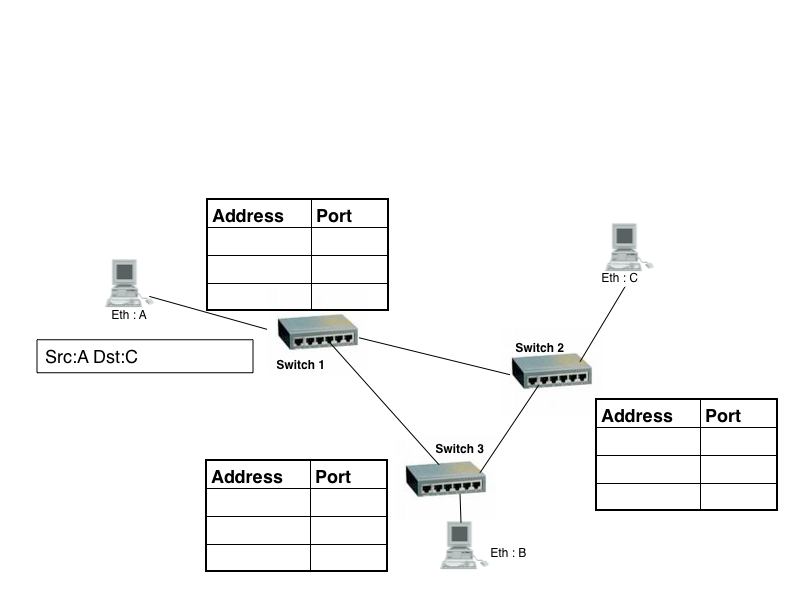 Address Port
Eth : A
Eth : C
Src:A Dst:C
Switch 1
Switch 2
Address Port
Switch 3
Address Port
Eth : B